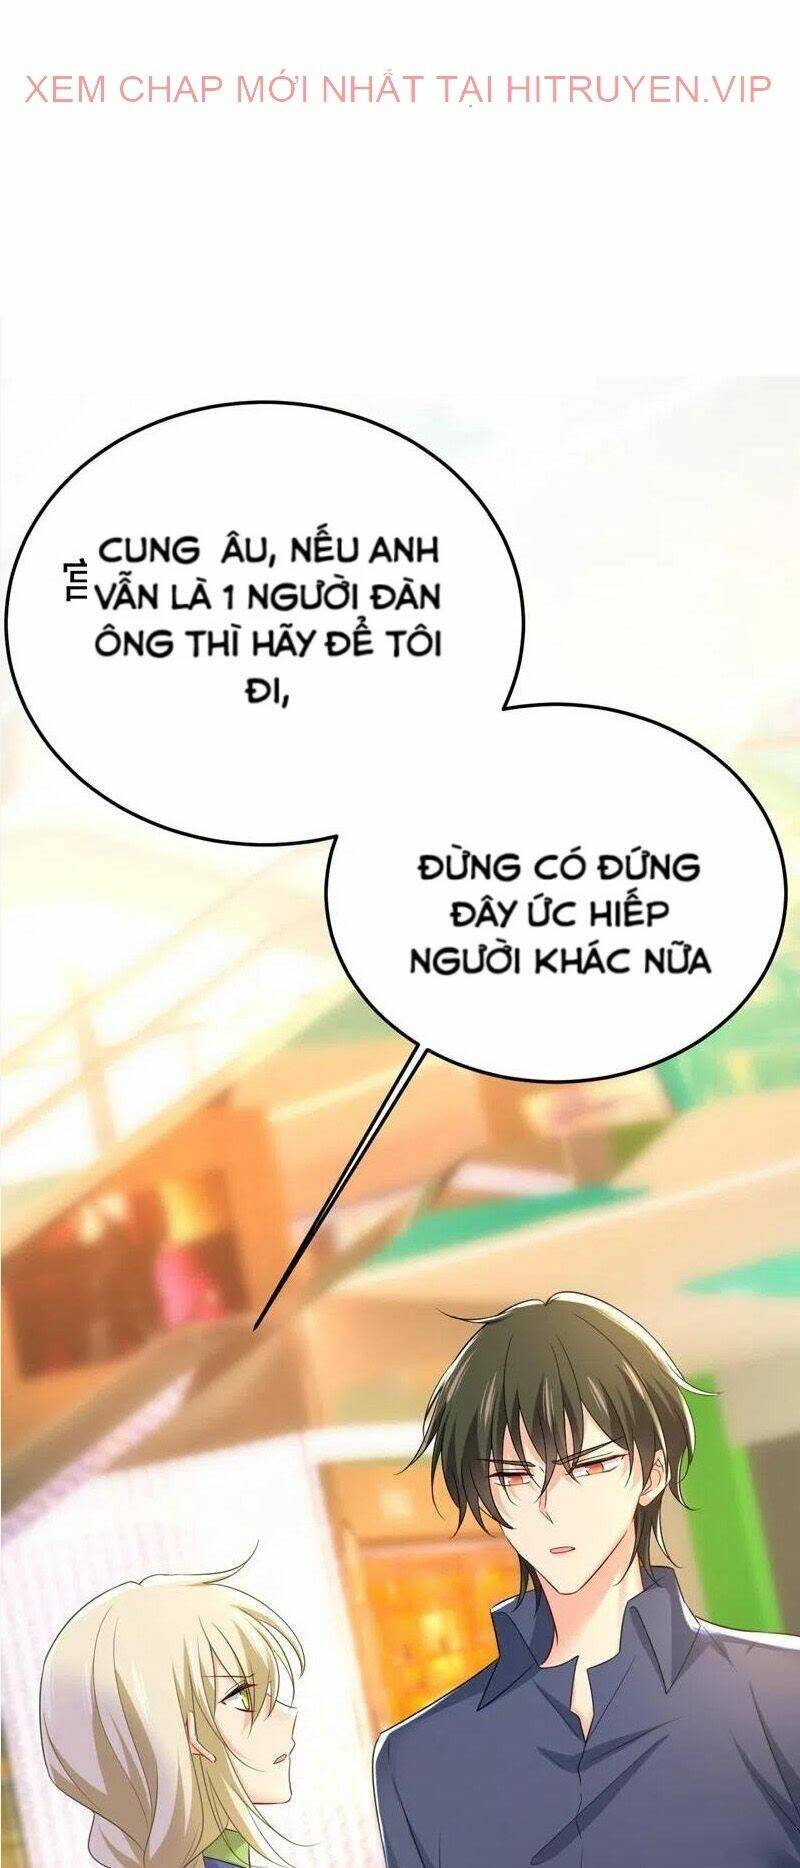 XEM CHAP MỚI NHẤT TẠI HITRUYEN.VIP
CUNG ÂU, NẾU ANH
VẪN LÀ 1 NGƯỜI ĐÀN
ÔNG THÌ HÃY ĐỂ TÔI
ĐI,
ĐỪNG CÓ ĐỨNG
ĐÂY ỨC HIẾP
NGƯỜI KHÁC NỮA